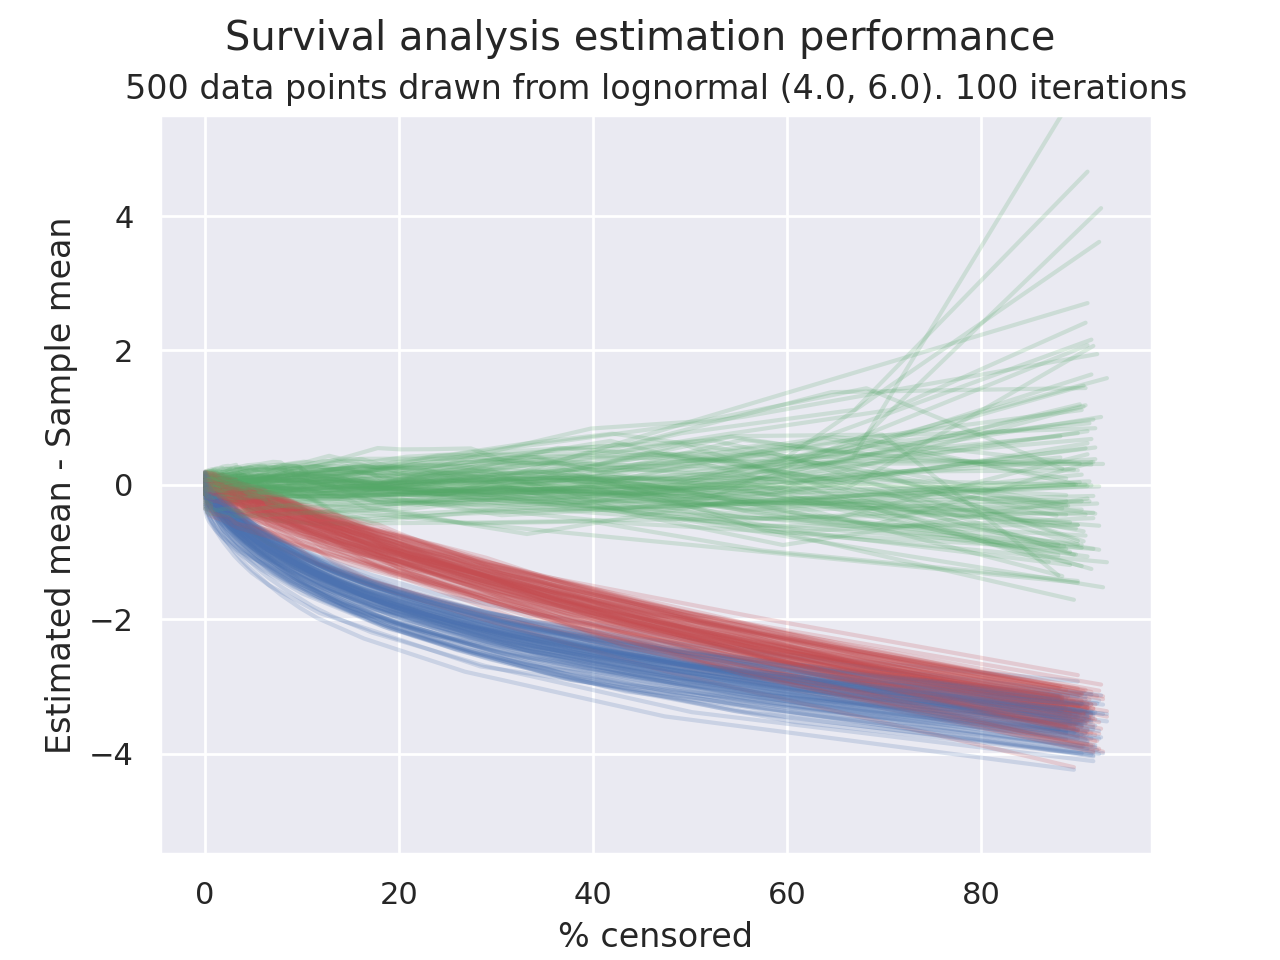 Survival analysis estimation performance
500 data points drawn from lognormal (4.0, 6.0). 100 iterations
Estimated mean - Sample mean
4
2
0
−2
−4
0 20 40 60 80
% censored